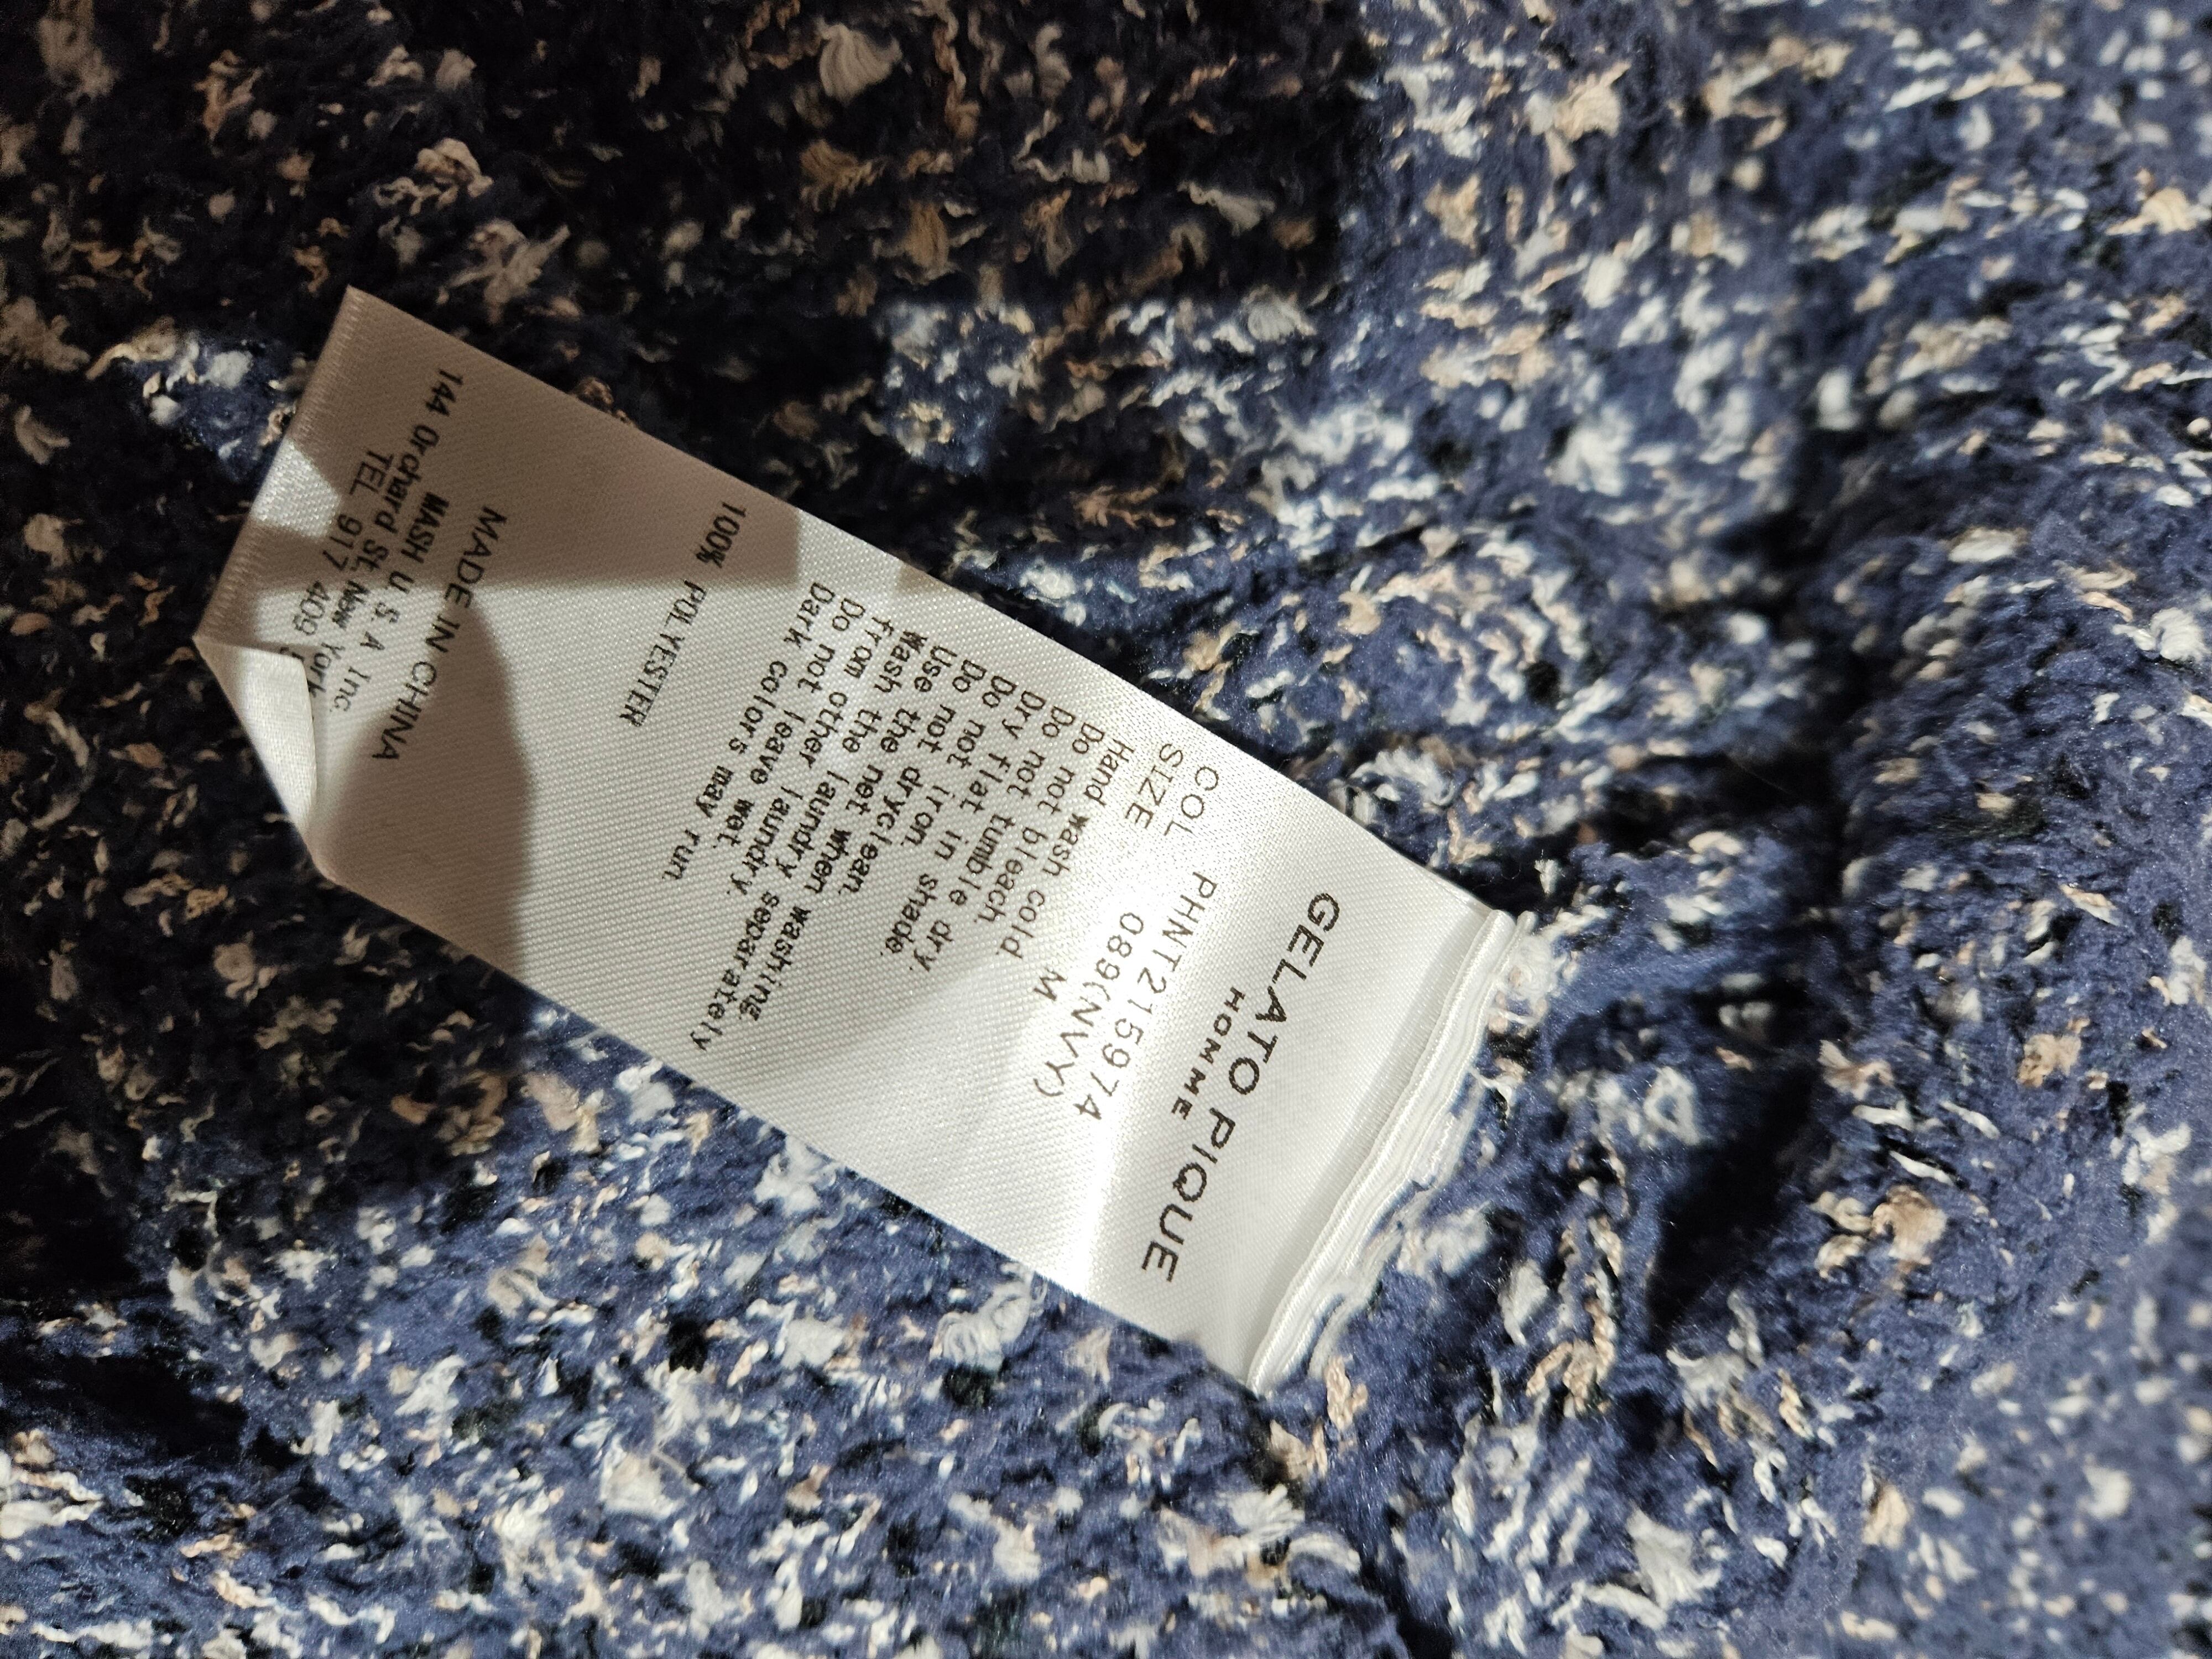 GELATO PIQUE
HOMME
PHNT215974
COL 089(NVY)
SIZE M
Hand wash cold.
Do not bleach.
Do not tumble dry.
Dry flat in shade.
Do not iron.
Do not dryclean.
Use the net when washing.
Wash the laundry separately
from other laundry.
Do not leave wet.
Dark colors may run.
100% POLYESTER
MADE IN CHINA
MASH U.S.A Inc.
144 Orchard St, New York
TEL 917 409